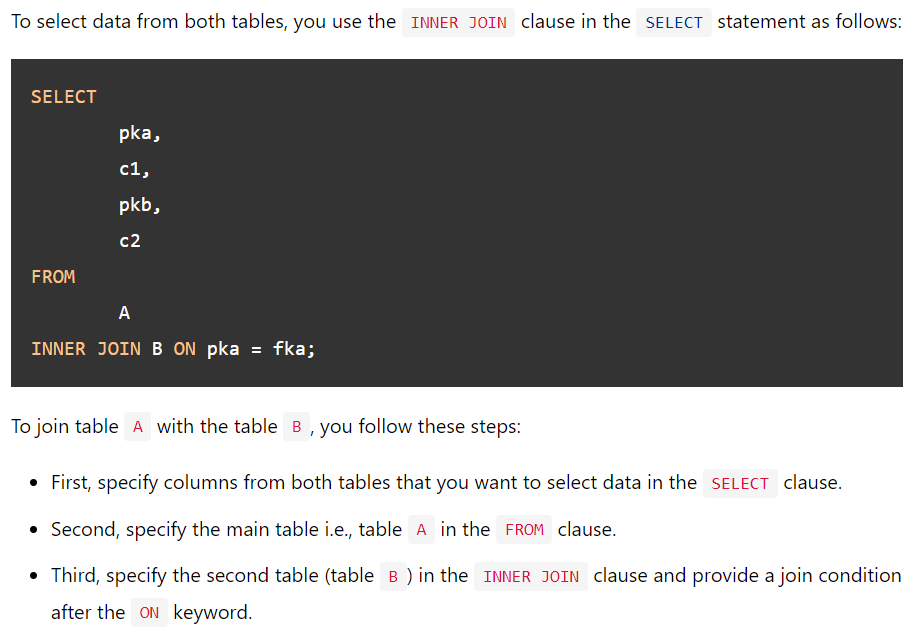 To select data from both tables, you use the INNER JOIN clause in the SELECT statement as follows:
SELECT
pka,
c1,
pkb,
c2
FROM
A
INNER JOIN B ON pka = fka;
To join table A with the table B , you follow these steps:
First, specify columns from both tables that you want to select data in the SELECT clause.
Second, specify the main table i.e., table A in the FROM clause.
Third, specify the second table (table B ) in the INNER JOIN clause and provide a join condition
after the ON keyword.